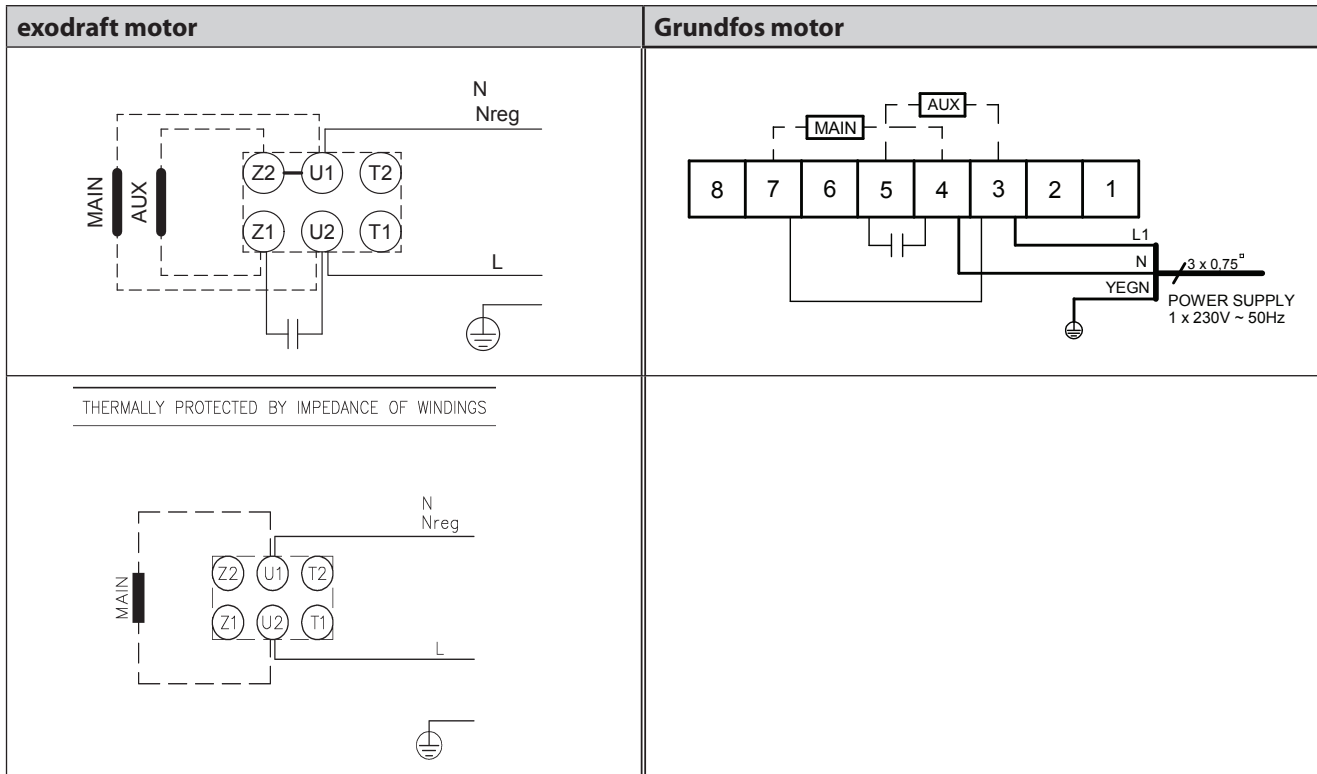 exodraft motor
Grundfos motor
N
Nreg
MAIN
AUX
Z2 U1 T2
Z1 U2 T1
L
AUX
MAIN
8 7 6 5 4 3 2 1
L1
N
YEGN
3 x 0,75¤
POWER SUPPLY
1 x 230V ~ 50Hz
THERMALLY PROTECTED BY IMPEDANCE OF WINDINGS
N
Nreg
MAIN
Z2 U1 T2
Z1 U2 T1
L